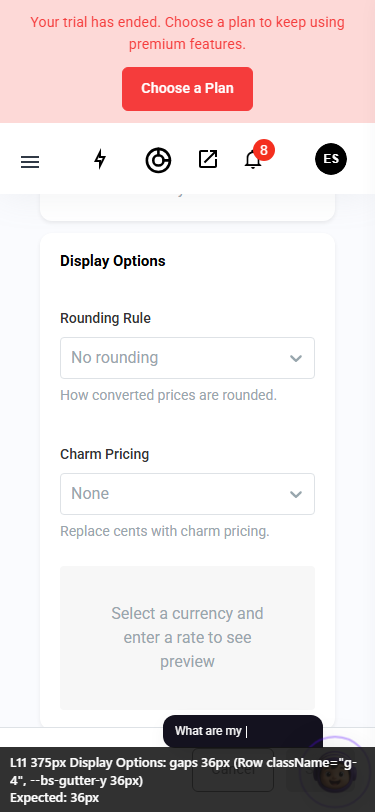 Your trial has ended. Choose a plan to keep using
premium features.
Choose a Plan
8
ES
Display Options
Rounding Rule
No rounding
How converted prices are rounded.
Charm Pricing
None
Replace cents with charm pricing.
Select a currency and
enter a rate to see
preview
What are my |
L11 375px Display Options: gaps 36px (Row className="g-
4", --bs-gutter-y 36px)
Expected: 36px